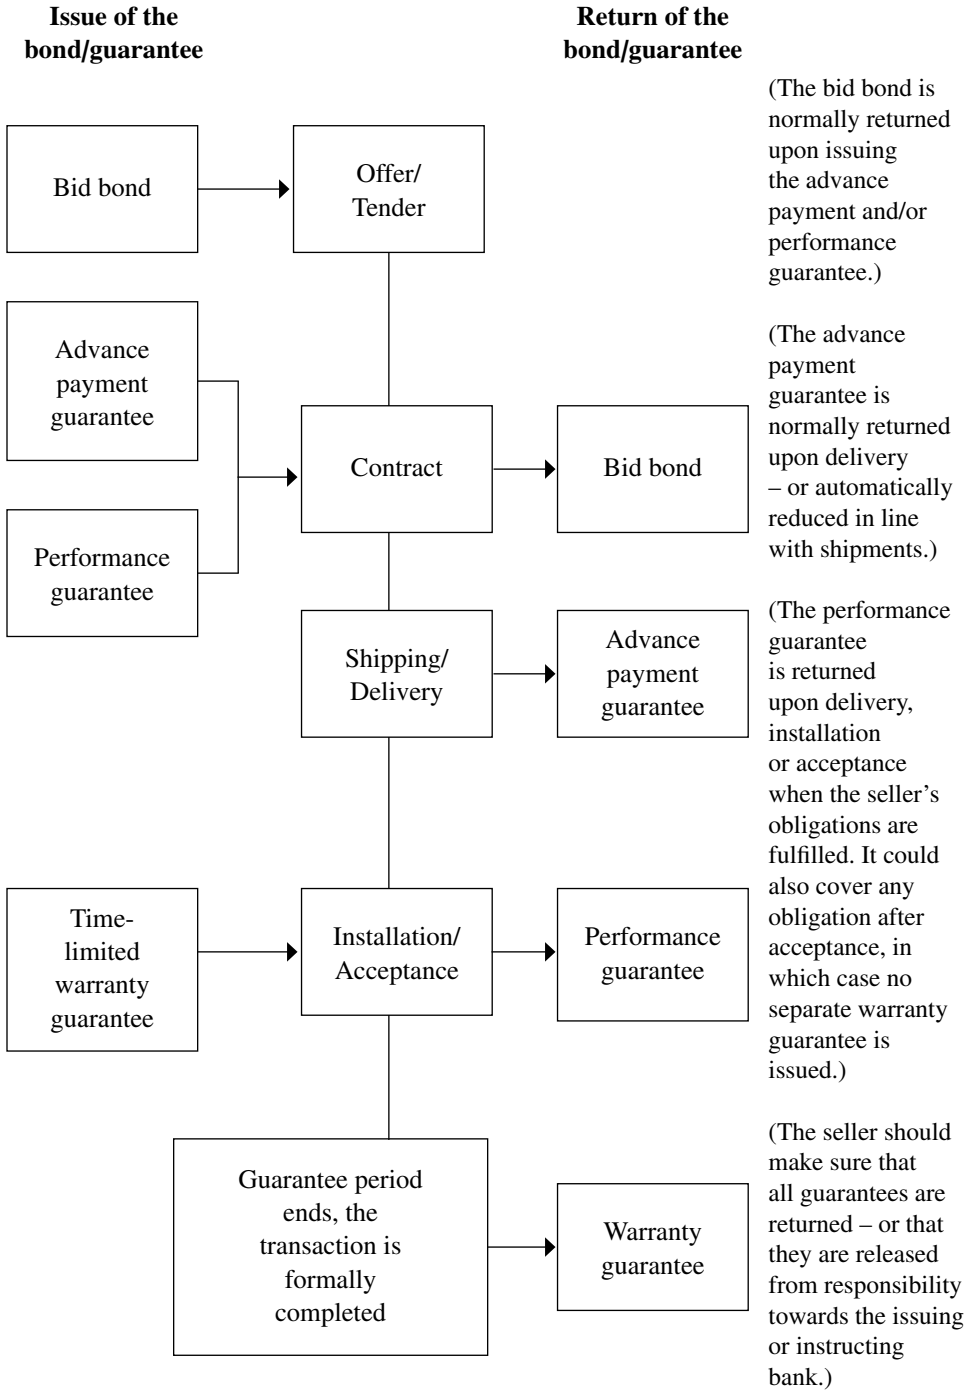 Issue of the
bond/guarantee
Return of the
bond/guarantee
Bid bond
Offer/
Tender
(The bid bond is
normally returned
upon issuing
the advance
payment and/or
performance
guarantee.)
Advance
payment
guarantee
Performance
guarantee
Contract
Bid bond
(The advance
payment
guarantee is
normally returned
upon delivery
– or automatically
reduced in line
with shipments.)
Shipping/
Delivery
Advance
payment
guarantee
(The performance
guarantee
is returned
upon delivery,
installation
or acceptance
when the seller’s
obligations are
fulfilled. It could
also cover any
obligation after
acceptance, in
which case no
separate warranty
guarantee is
issued.)
Time-
limited
warranty
guarantee
Installation/
Acceptance
Performance
guarantee
Guarantee period
ends, the
transaction is
formally
completed
Warranty
guarantee
(The seller should
make sure that
all guarantees are
returned – or that
they are released
from responsibility
towards the issuing
or instructing
bank.)